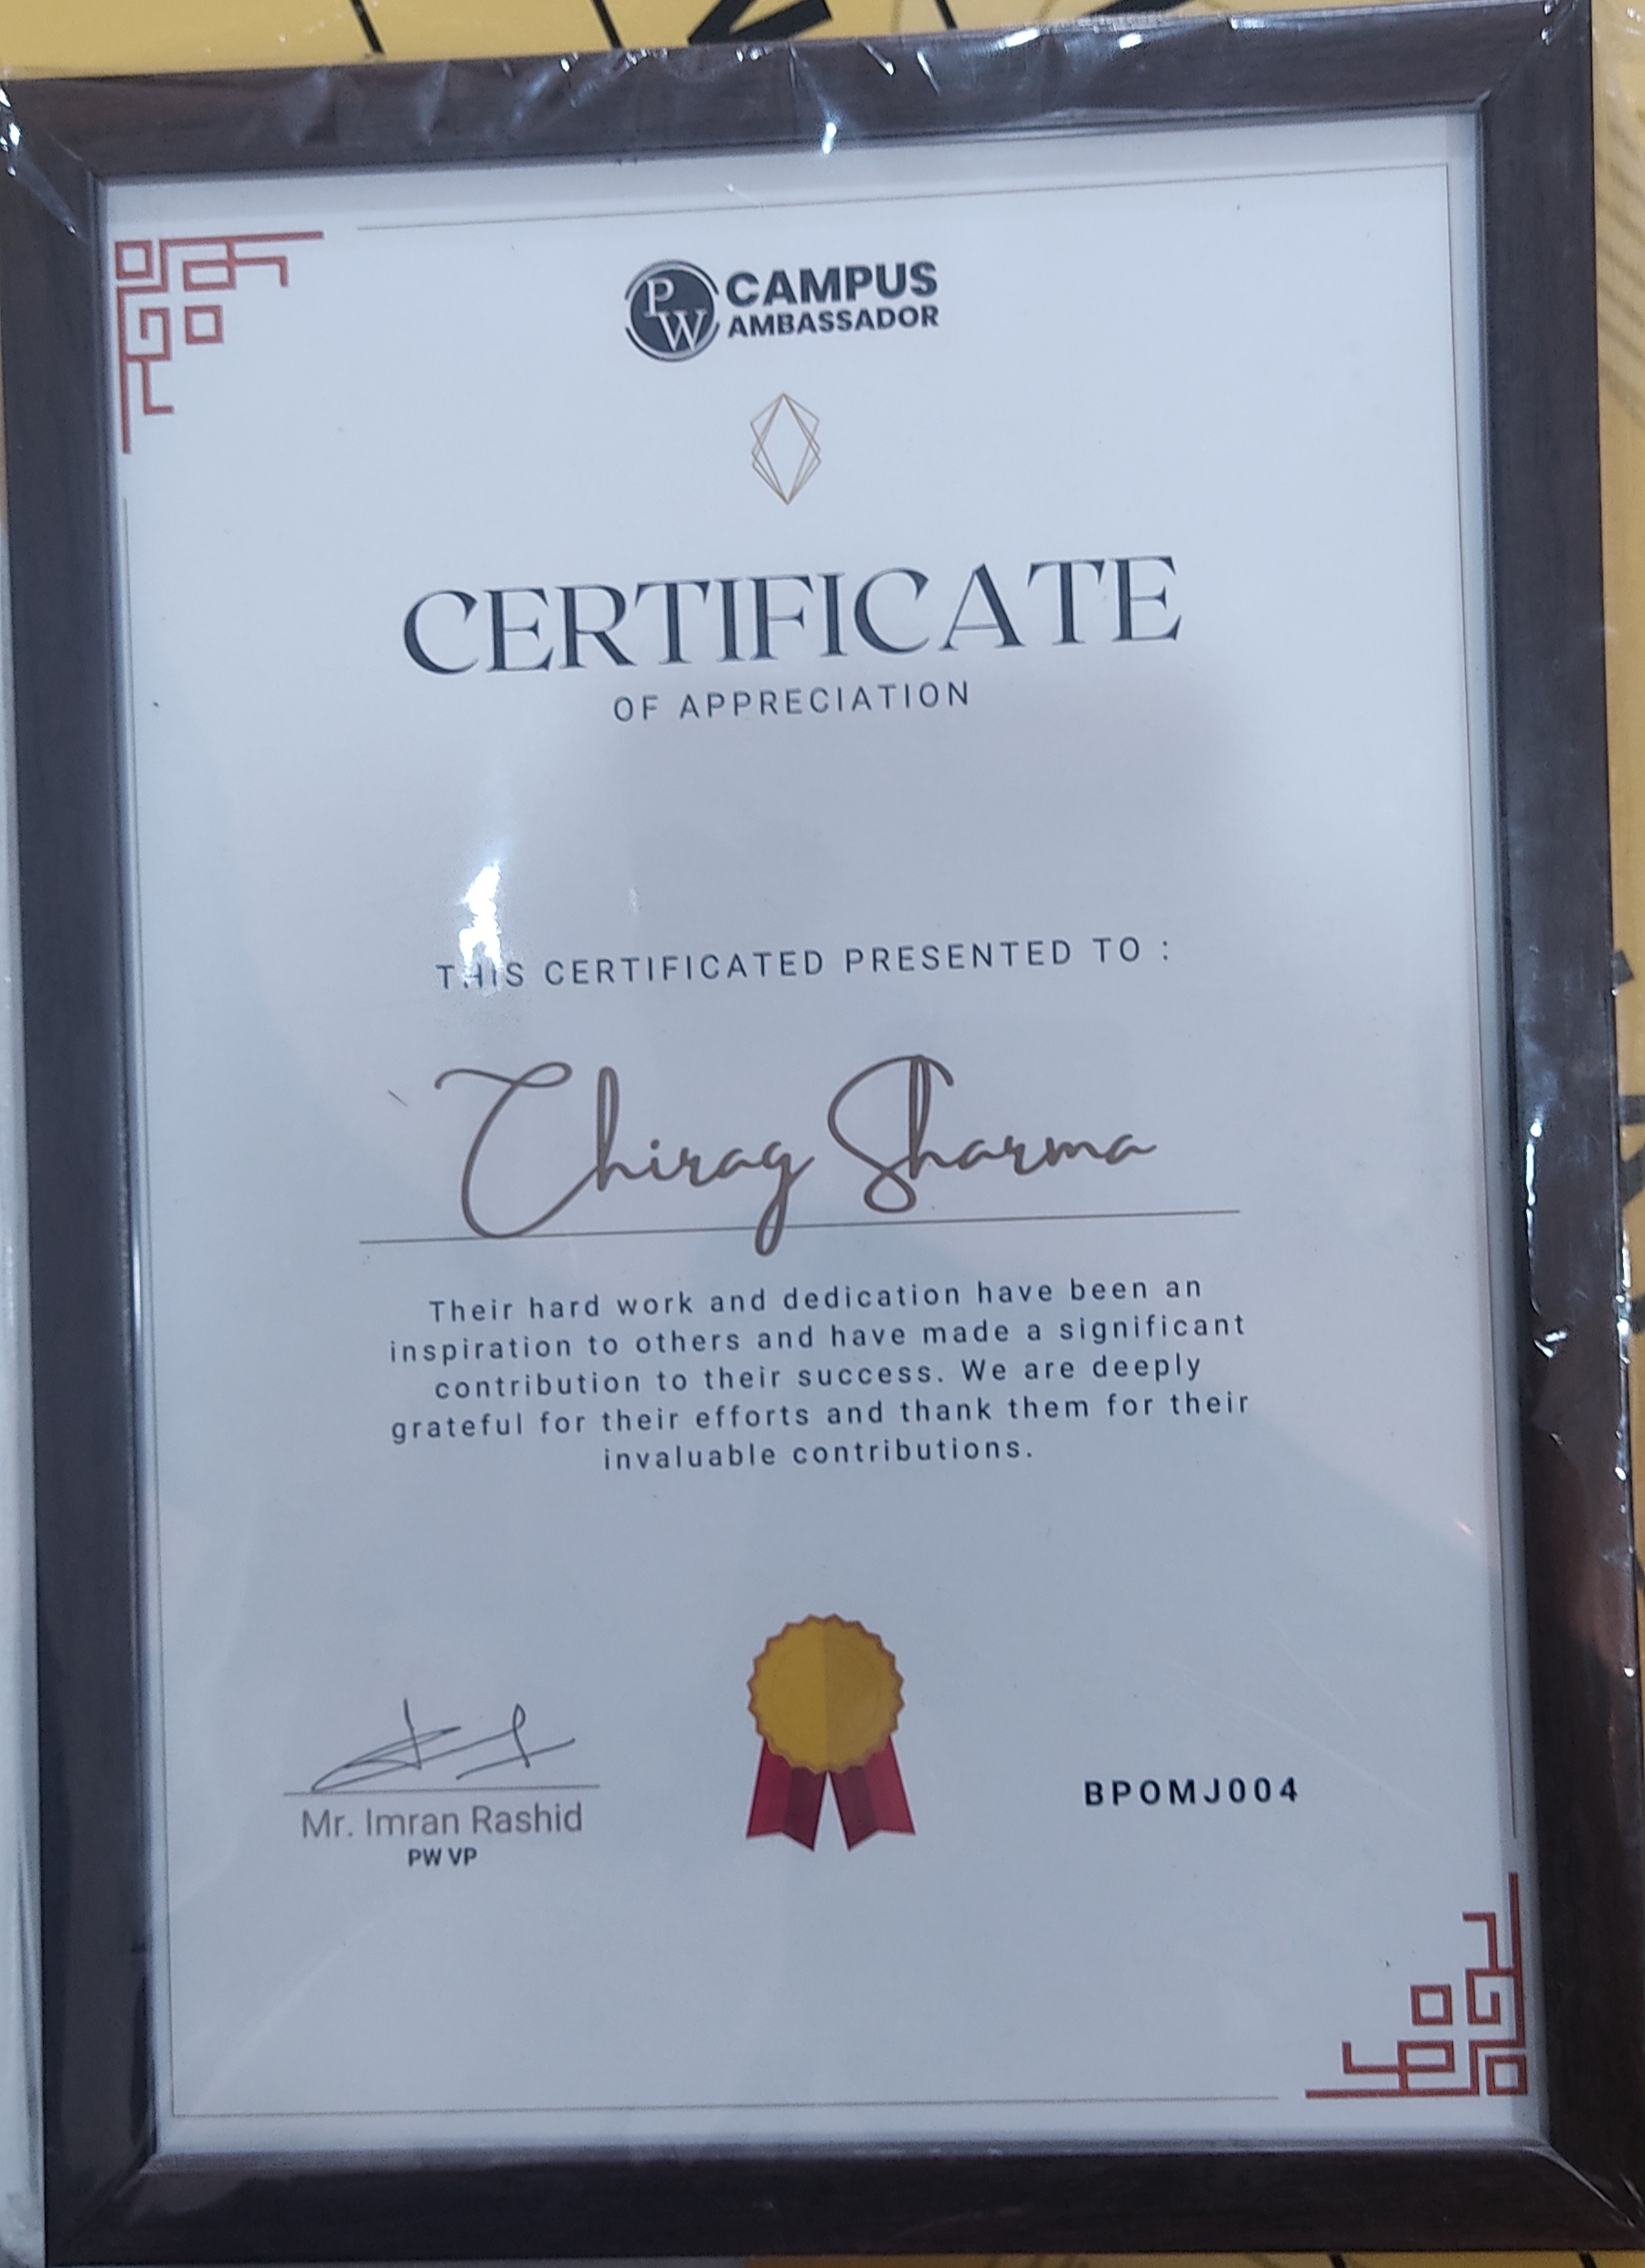 PW CAMPUS
AMBASSADOR
CERTIFICATE
OF APPRECIATION
THIS CERTIFICATED PRESENTED TO :
Chirag Sharma
Their hard work and dedication have been an
inspiration to others and have made a significant
contribution to their success. We are deeply
grateful for their efforts and thank them for their
invaluable contributions.
Mr. Imran Rashid
PW VP
BPOMJ004